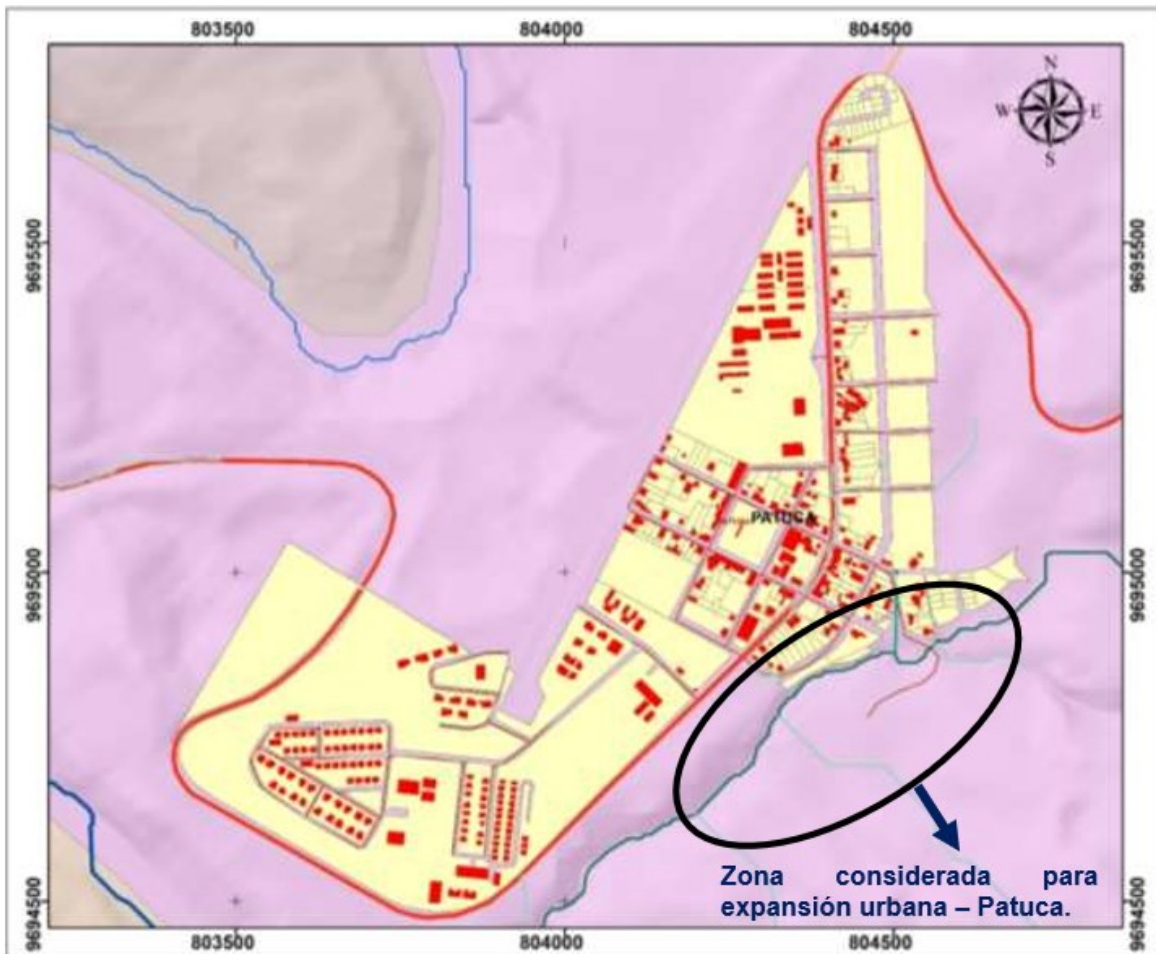 803500 804000 804500
N
W E
S
9695500 9695500
PATUCA
9695000 9695000
Zona considerada para
expansión urbana – Patuca.
9694500 9694500
803500 804000 804500